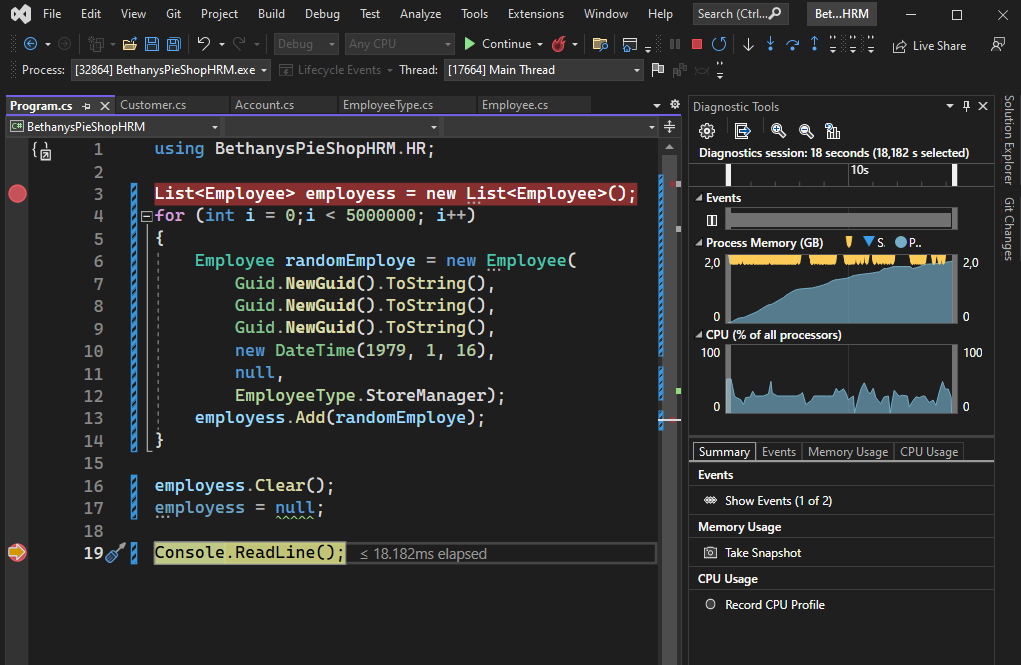 File Edit View Git Project Build Debug Test Analyze Tools Extensions Window Help Search (Ctrl... Bet...HRM
Debug Any CPU Continue Live Share
Process: [32864] BethanysPieShopHRM.exe Lifecycle Events Thread: [17664] Main Thread
Program.cs Customer.cs Account.cs EmployeeType.cs Employee.cs
C# BethanysPieShopHRM
1 using BethanysPieShopHRM.HR;
2
3 List<Employee> employess = new List<Employee>();
4 for (int i = 0;i < 5000000; i++)
5 {
6 Employee randomEmploye = new Employee(
7 Guid.NewGuid().ToString(),
8 Guid.NewGuid().ToString(),
9 Guid.NewGuid().ToString(),
10 new DateTime(1979, 1, 16),
11 null,
12 EmployeeType.StoreManager);
13 employess.Add(randomEmploye);
14 }
15
16 employess.Clear();
17 employess = null;
18
19 Console.ReadLine(); ≤ 18.182ms elapsed
Diagnostic Tools
Diagnostics session: 18 seconds (18,182 s selected)
10s
Events
Process Memory (GB) S. P..
2,0 2,0
0 0
CPU (% of all processors)
100 100
0 0
Summary Events Memory Usage CPU Usage
Events
Show Events (1 of 2)
Memory Usage
Take Snapshot
CPU Usage
Record CPU Profile
Solution Explorer
Git Changes